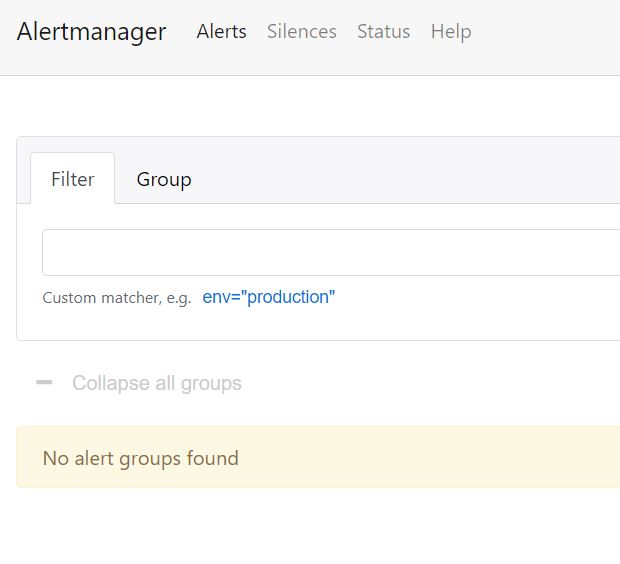 Alertmanager Alerts Silences Status Help
Filter Group
Custom matcher, e.g. env="production"
Collapse all groups
No alert groups found